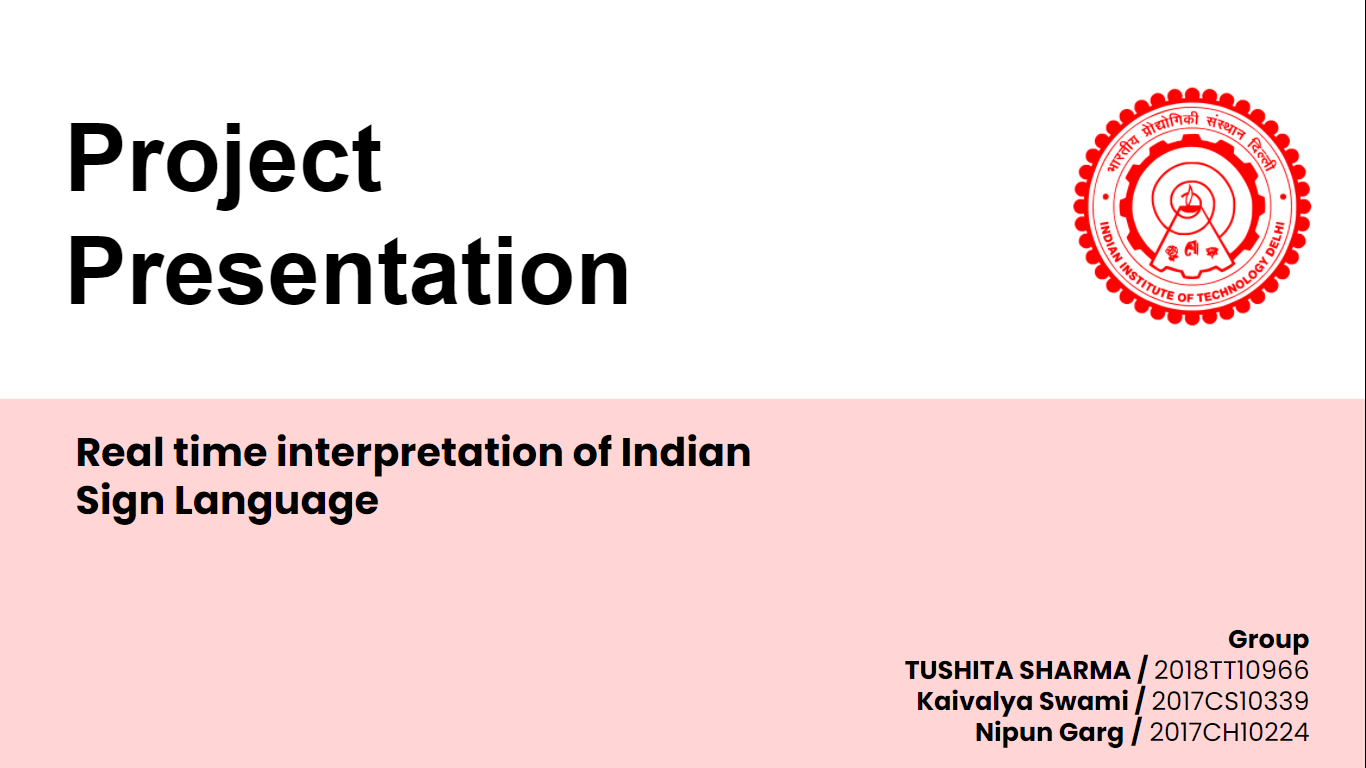 Project
Presentation
भारतीय प्रौद्योगिकी संस्थान दिल्ली
INDIAN INSTITUTE OF TECHNOLOGY DELHI
Real time interpretation of Indian
Sign Language
Group
TUSHITA SHARMA / 2018TT10966
Kaivalya Swami / 2017CS10339
Nipun Garg / 2017CH10224